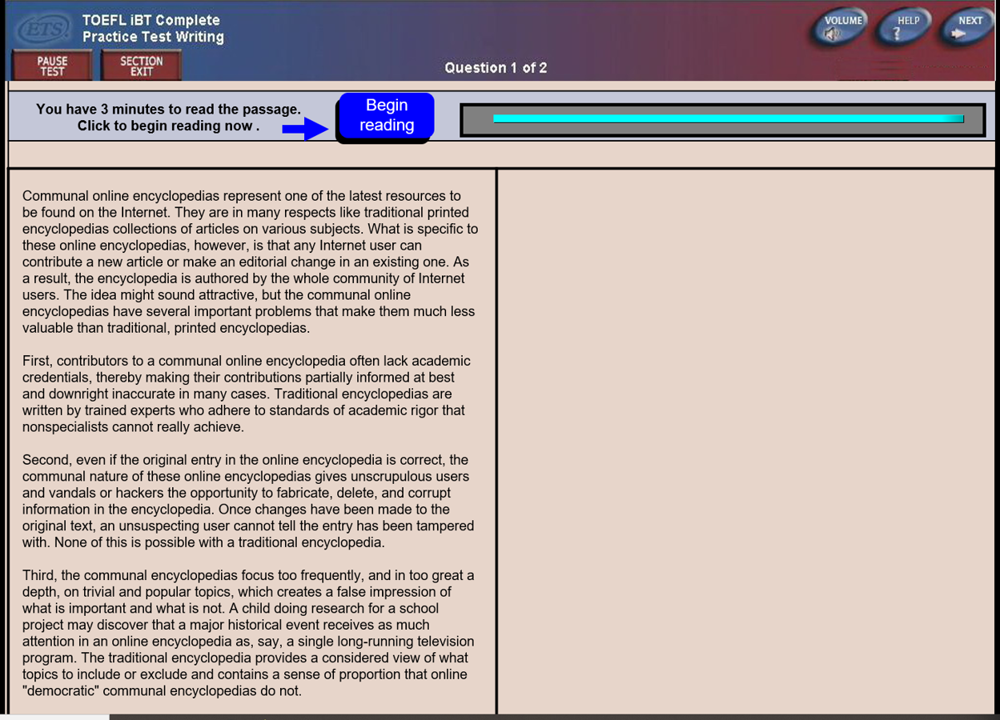 ETS
TOEFL iBT Complete
Practice Test Writing
VOLUME
HELP
?
NEXT
PAUSE
TEST
SECTION
EXIT
Question 1 of 2
You have 3 minutes to read the passage.
Click to begin reading now .
Begin
reading
Communal online encyclopedias represent one of the latest resources to
be found on the Internet. They are in many respects like traditional printed
encyclopedias collections of articles on various subjects. What is specific to
these online encyclopedias, however, is that any Internet user can
contribute a new article or make an editorial change in an existing one. As
a result, the encyclopedia is authored by the whole community of Internet
users. The idea might sound attractive, but the communal online
encyclopedias have several important problems that make them much less
valuable than traditional, printed encyclopedias.
First, contributors to a communal online encyclopedia often lack academic
credentials, thereby making their contributions partially informed at best
and downright inaccurate in many cases. Traditional encyclopedias are
written by trained experts who adhere to standards of academic rigor that
nonspecialists cannot really achieve.
Second, even if the original entry in the online encyclopedia is correct, the
communal nature of these online encyclopedias gives unscrupulous users
and vandals or hackers the opportunity to fabricate, delete, and corrupt
information in the encyclopedia. Once changes have been made to the
original text, an unsuspecting user cannot tell the entry has been tampered
with. None of this is possible with a traditional encyclopedia.
Third, the communal encyclopedias focus too frequently, and in too great a
depth, on trivial and popular topics, which creates a false impression of
what is important and what is not. A child doing research for a school
project may discover that a major historical event receives as much
attention in an online encyclopedia as, say, a single long-running television
program. The traditional encyclopedia provides a considered view of what
topics to include or exclude and contains a sense of proportion that online
"democratic" communal encyclopedias do not.